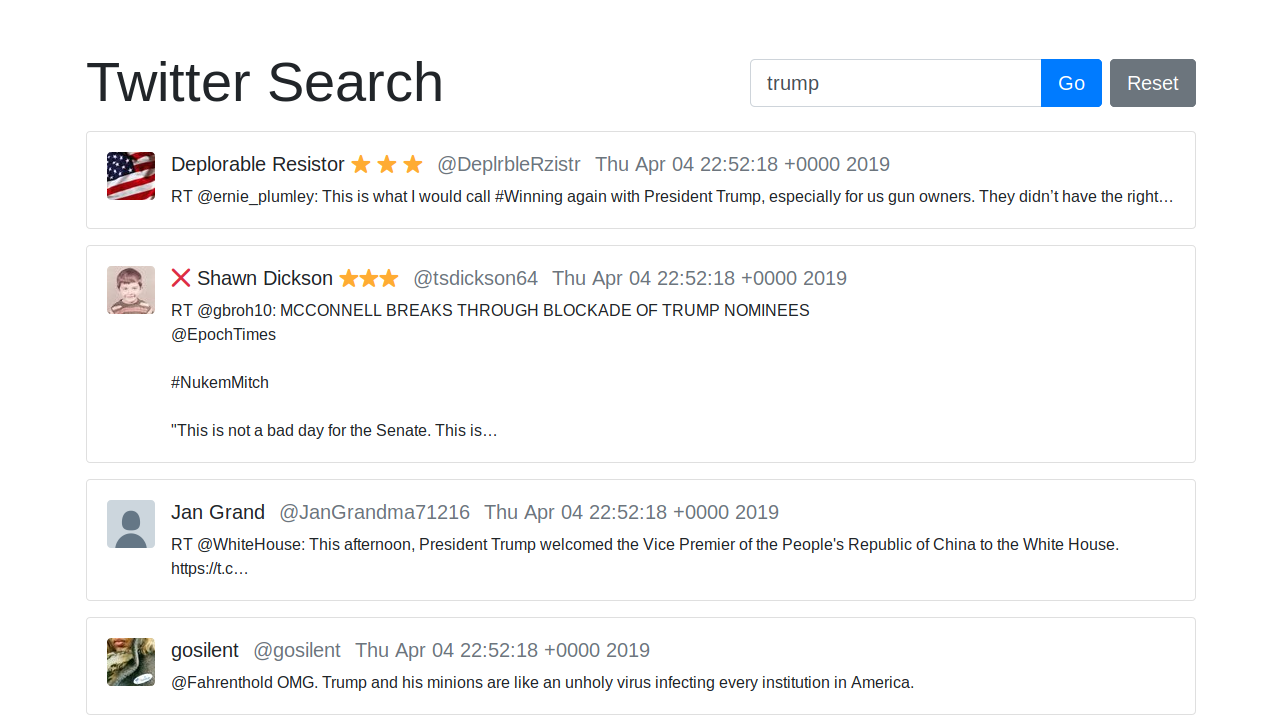 Twitter Search
trump
Go
Reset
Deplorable Resistor ⭐ ⭐ ⭐ @DeplrbleRzistr Thu Apr 04 22:52:18 +0000 2019
RT @ernie_plumley: This is what I would call #Winning again with President Trump, especially for us gun owners. They didn’t have the right…
❌ Shawn Dickson ⭐⭐⭐ @tsdickson64 Thu Apr 04 22:52:18 +0000 2019
RT @gbroh10: MCCONNELL BREAKS THROUGH BLOCKADE OF TRUMP NOMINEES
@EpochTimes
#NukemMitch
"This is not a bad day for the Senate. This is…
Jan Grand @JanGrandma71216 Thu Apr 04 22:52:18 +0000 2019
RT @WhiteHouse: This afternoon, President Trump welcomed the Vice Premier of the People's Republic of China to the White House.
https://t.c…
gosilent @gosilent Thu Apr 04 22:52:18 +0000 2019
@Fahrenthold OMG. Trump and his minions are like an unholy virus infecting every institution in America.